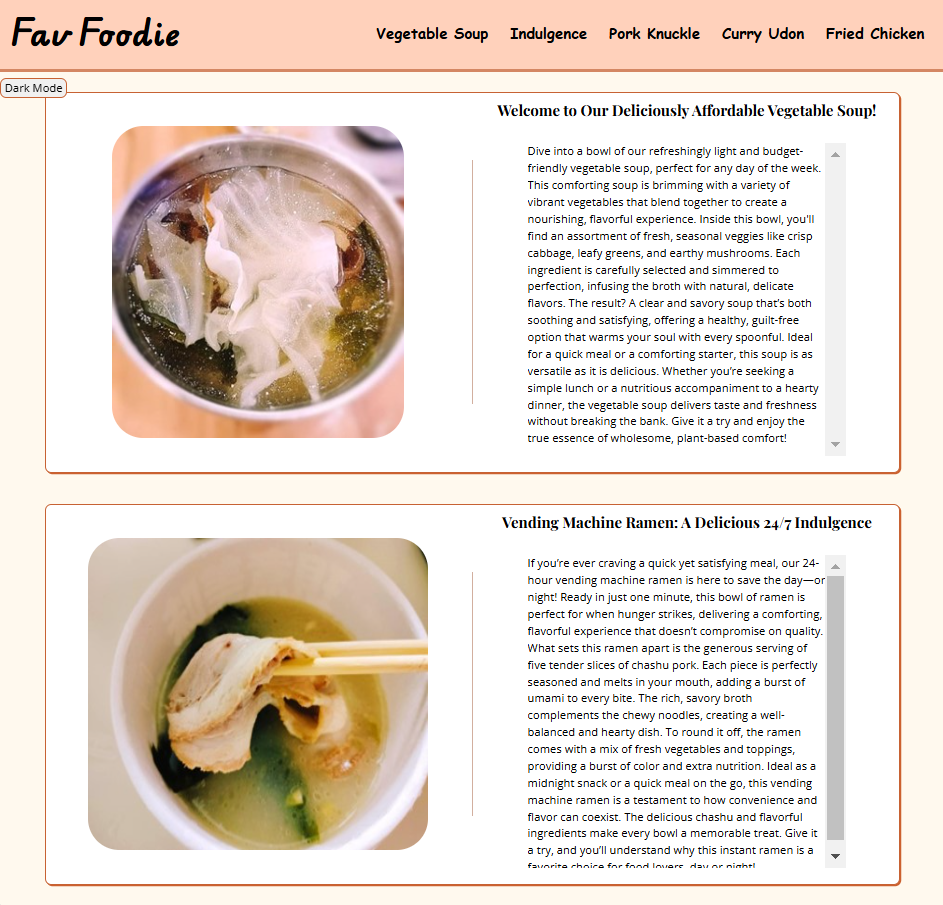 Fav Foodie
Vegetable Soup Indulgence Pork Knuckle Curry Udon Fried Chicken
Dark Mode
Welcome to Our Deliciously Affordable Vegetable Soup!
Dive into a bowl of our refreshingly light and budget-
friendly vegetable soup, perfect for any day of the week.
This comforting soup is brimming with a variety of
vibrant vegetables that blend together to create a
nourishing, flavorful experience. Inside this bowl, you'll
find an assortment of fresh, seasonal veggies like crisp
cabbage, leafy greens, and earthy mushrooms. Each
ingredient is carefully selected and simmered to
perfection, infusing the broth with natural, delicate
flavors. The result? A clear and savory soup that’s both
soothing and satisfying, offering a healthy, guilt-free
option that warms your soul with every spoonful. Ideal
for a quick meal or a comforting starter, this soup is as
versatile as it is delicious. Whether you’re seeking a
simple lunch or a nutritious accompaniment to a hearty
dinner, the vegetable soup delivers taste and freshness
without breaking the bank. Give it a try and enjoy the
true essence of wholesome, plant-based comfort!
Vending Machine Ramen: A Delicious 24/7 Indulgence
If you’re ever craving a quick yet satisfying meal, our 24-
hour vending machine ramen is here to save the day—or
night! Ready in just one minute, this bowl of ramen is
perfect for when hunger strikes, delivering a comforting,
flavorful experience that doesn’t compromise on quality.
What sets this ramen apart is the generous serving of
five tender slices of chashu pork. Each piece is perfectly
seasoned and melts in your mouth, adding a burst of
umami to every bite. The rich, savory broth
complements the chewy noodles, creating a well-
balanced and hearty dish. To round it off, the ramen
comes with a mix of fresh vegetables and toppings,
providing a burst of color and extra nutrition. Ideal as a
midnight snack or a quick meal on the go, this vending
machine ramen is a testament to how convenience and
flavor can coexist. The delicious chashu and flavorful
ingredients make every bowl a memorable treat. Give it
a try, and you’ll understand why this instant ramen is a
favorite choice for food lovers, day or night!